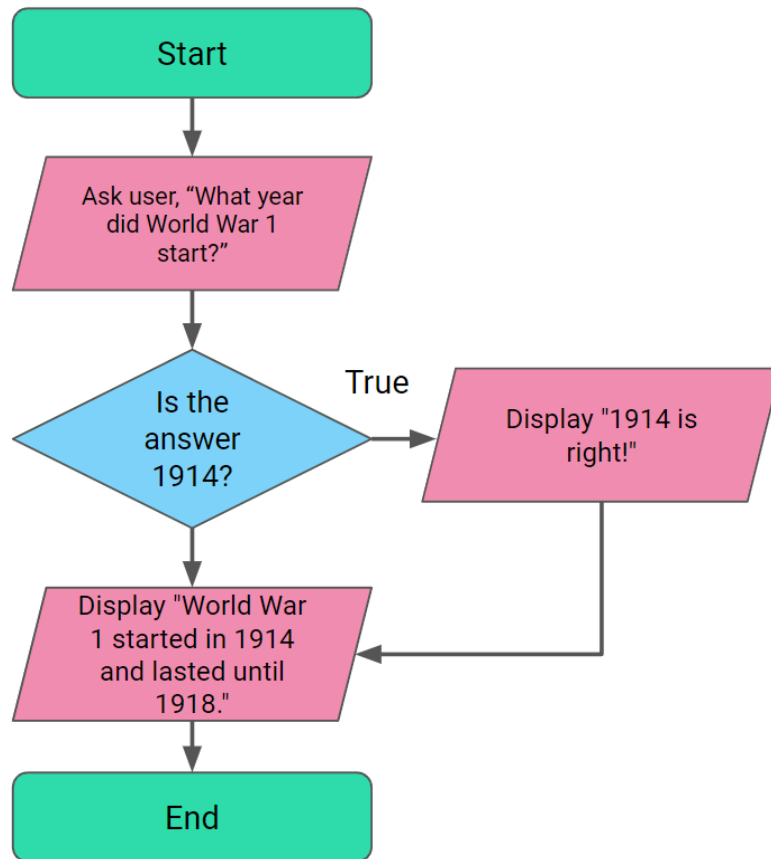 Start
Ask user, “What year
did World War 1
start?”
True
Is the
answer
1914?
Display "1914 is
right!"
Display "World War
1 started in 1914
and lasted until
1918."
End